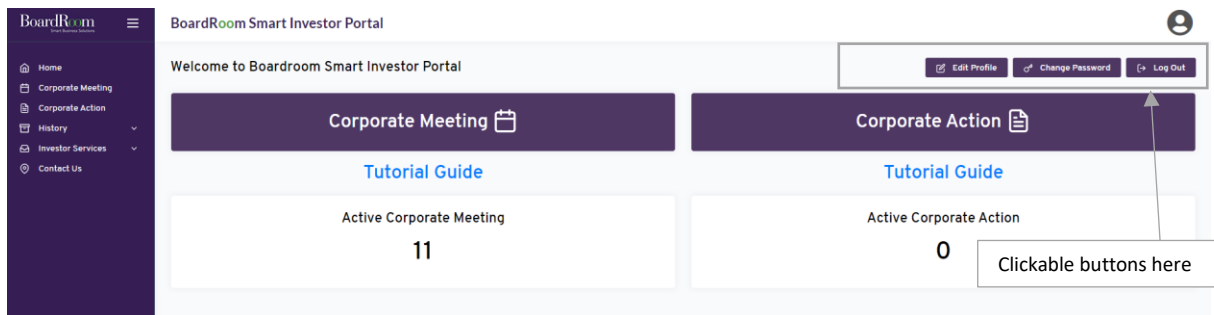 BoardRoom
Smart Business Solutions
BoardRoom Smart Investor Portal
Home
Corporate Meeting
Corporate Action
History
Investor Services
Contact Us
Welcome to Boardroom Smart Investor Portal
Edit Profile Change Password Log Out
Corporate Meeting Corporate Action
Tutorial Guide Tutorial Guide
Active Corporate Meeting Active Corporate Action
11 0
Clickable buttons here